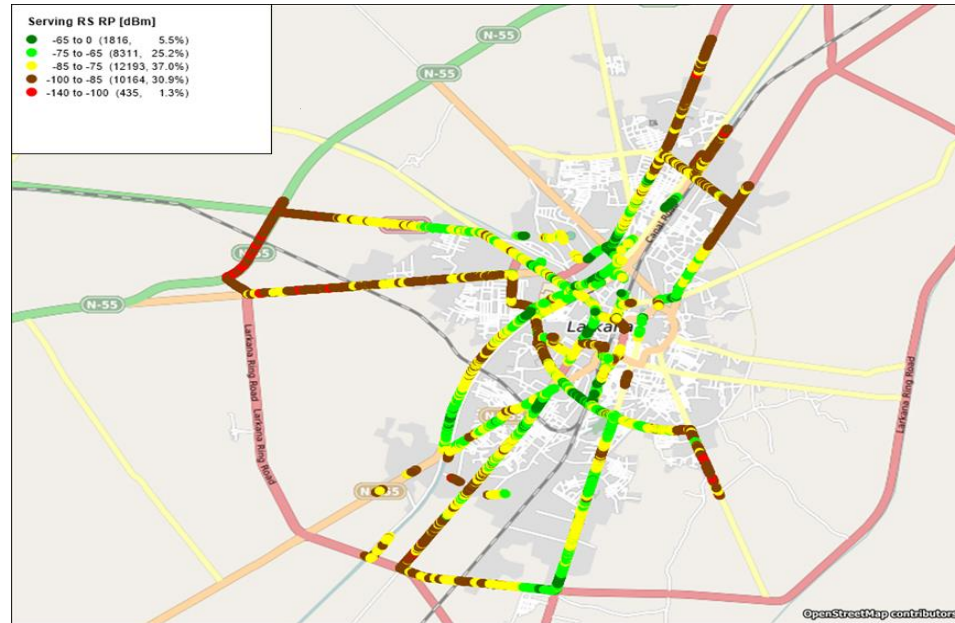 Serving RS RP [dBm]
-65 to 0 (1816, 5.5%)
-75 to -65 (8311, 25.2%)
-85 to -75 (12193, 37.0%)
-100 to -85 (10164, 30.9%)
-140 to -100 (435, 1.3%)
N-55
N-55
N-55
Canal Road
Larkana
Larkana Ring Road
Larkana Ring Road
Larkana Ring Road
OpenStreetMap contributors